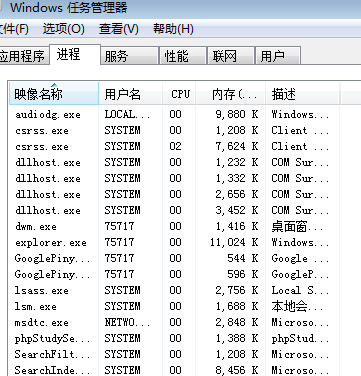 Windows 任务管理器
文件(F) 选项(O) 查看(V) 帮助(H)
应用程序 进程 服务 性能 联网 用户
映像名称 用户名 CPU 内存(... 描述
audiodg.exe LOCAL... 00 9,880 K Windows...
csrss.exe SYSTEM 00 1,208 K Client ...
csrss.exe SYSTEM 02 7,624 K Client ...
dllhost.exe SYSTEM 00 1,232 K COM Sur...
dllhost.exe SYSTEM 00 1,332 K COM Sur...
dllhost.exe SYSTEM 00 2,656 K COM Sur...
dllhost.exe SYSTEM 00 3,452 K COM Sur...
dwm.exe 75717 00 1,416 K 桌面窗...
explorer.exe 75717 00 11,024 K Windows...
GooglePiny... 75717 00 544 K Google ...
GooglePiny... 75717 00 596 K GoogleP...
lsass.exe SYSTEM 00 2,756 K Local S...
lsm.exe SYSTEM 00 1,688 K 本地会...
msdtc.exe NETWO... 00 2,848 K Microso...
phpStudySe... SYSTEM 00 1,388 K phpStud...
SearchFilt... SYSTEM 00 1,208 K Microso...
SearchInde... SYSTEM 00 8,456 K Microso...